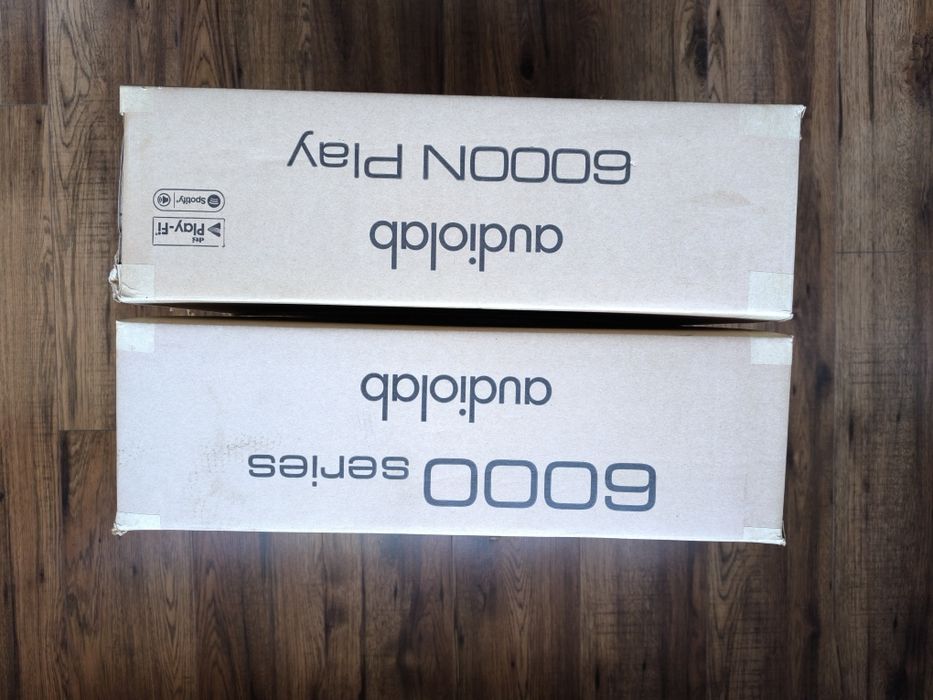 6000 series
audiolab
audiolab
6000N Play
dts
Play-Fi
Spotify